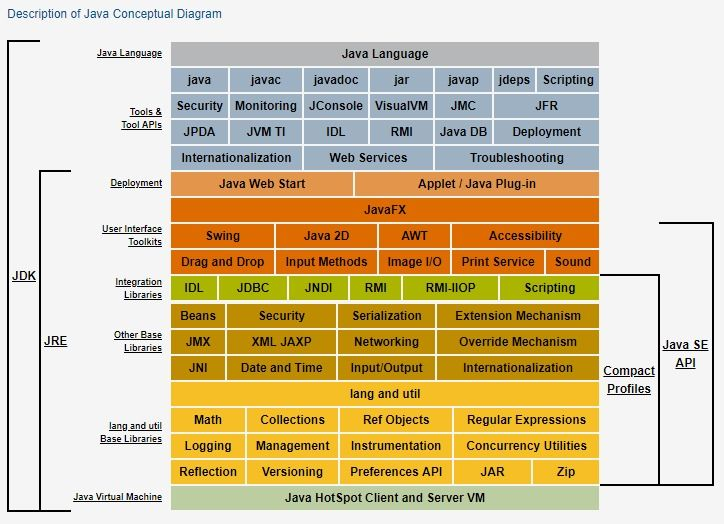 Description of Java Conceptual Diagram
Java Language
Java Language
java javac javadoc jar javap jdeps Scripting
Tools &
Tool APIs
Security Monitoring JConsole VisualVM JMC JFR
JPDA JVM TI IDL RMI Java DB Deployment
Internationalization Web Services Troubleshooting
Deployment
Java Web Start Applet / Java Plug-in
JavaFX
User Interface
Toolkits
Swing Java 2D AWT Accessibility
Drag and Drop Input Methods Image I/O Print Service Sound
Integration
Libraries
IDL JDBC JNDI RMI RMI-IIOP Scripting
JDK
JRE
Other Base
Libraries
Beans Security Serialization Extension Mechanism
JMX XML JAXP Networking Override Mechanism
JNI Date and Time Input/Output Internationalization
Java SE
API
Compact
Profiles
lang and util
lang and util
Base Libraries
Math Collections Ref Objects Regular Expressions
Logging Management Instrumentation Concurrency Utilities
Reflection Versioning Preferences API JAR Zip
Java Virtual Machine
Java HotSpot Client and Server VM